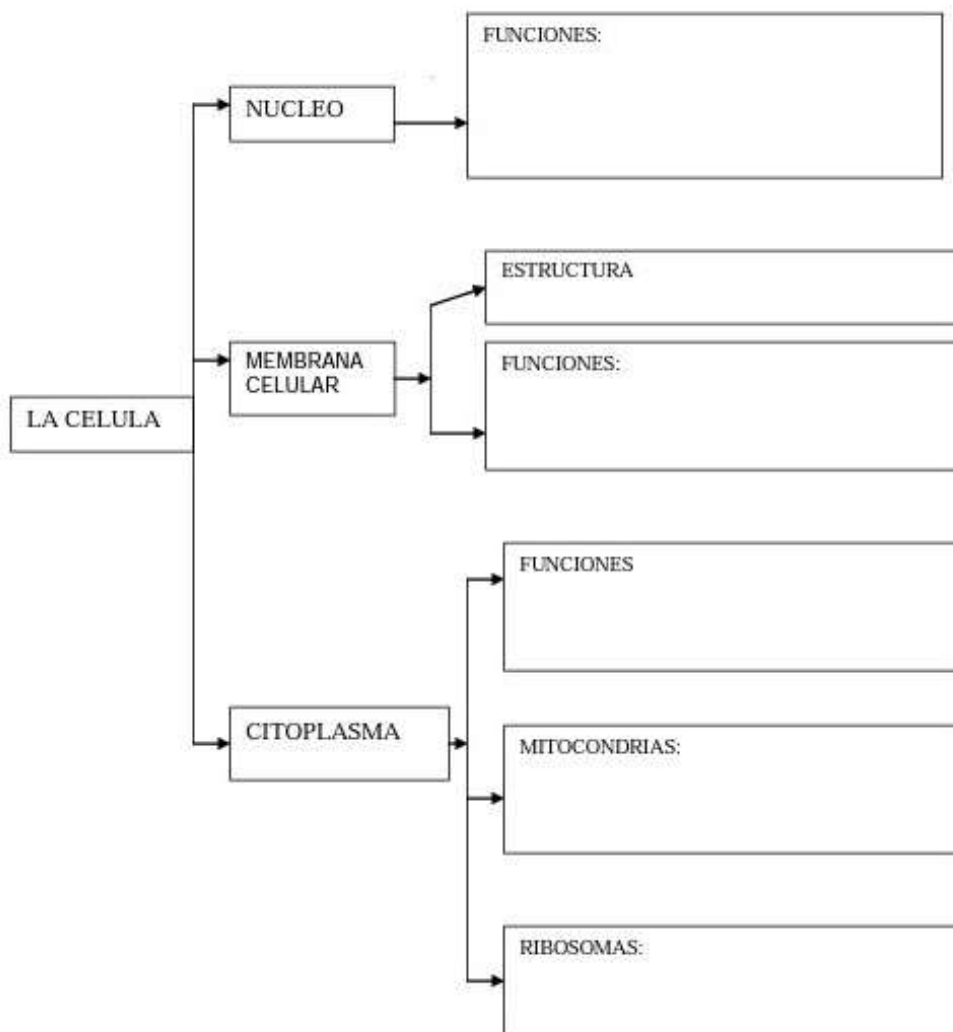 FUNCIONES:
NUCLEO
ESTRUCTURA
MEMBRANA
CELULAR
FUNCIONES:
LA CELULA
FUNCIONES
CITOPLASMA
MITOCONDRIAS:
RIBOSOMAS: